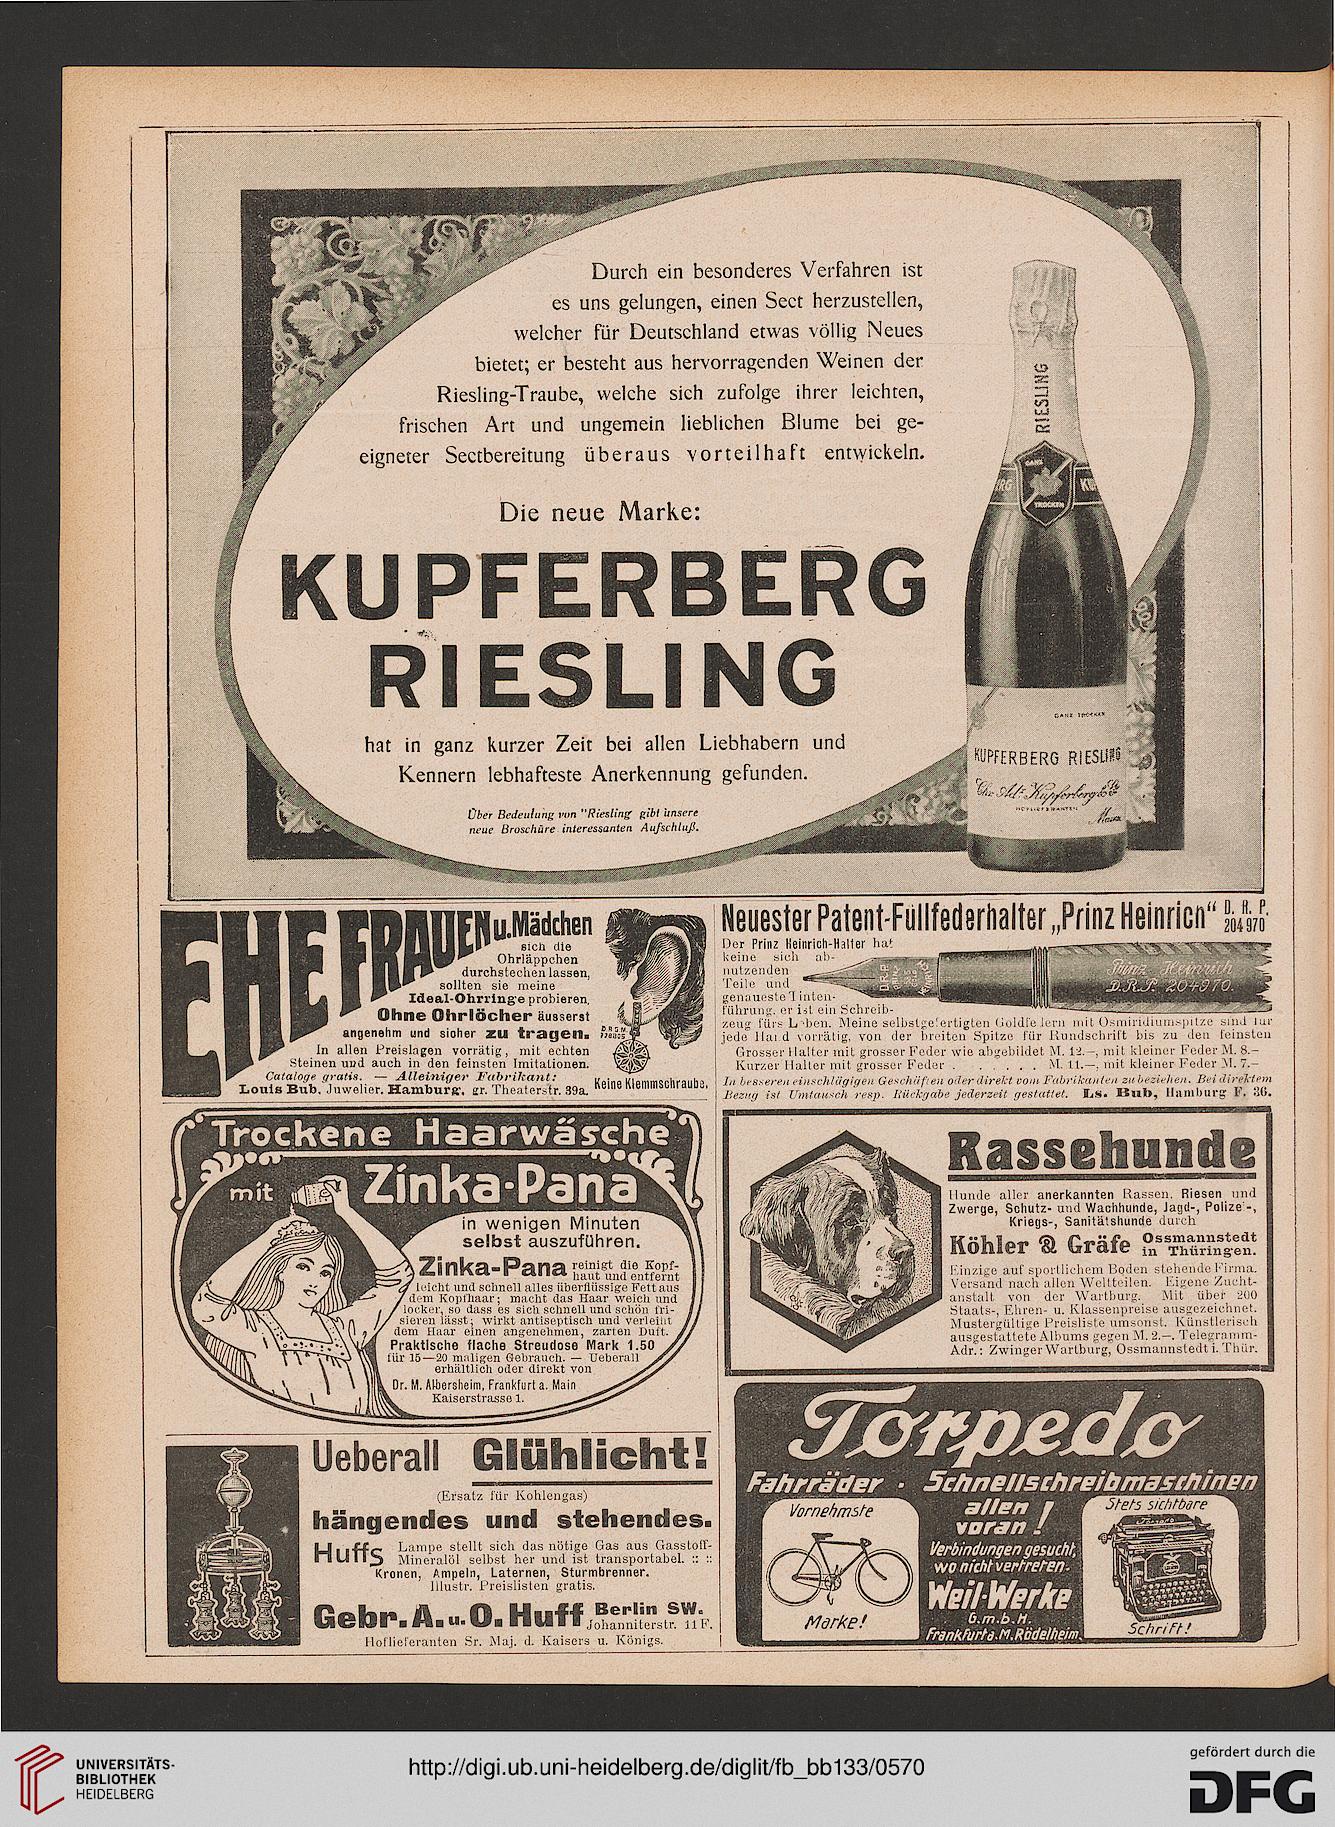 Durch ein besonderes Verfahren ist
es uns gelungen, einen Sect herzustellen,
welcher für Deutschland etwas völlig Neues
bietet; er besteht aus hervorragenden Weinen der
Riesling-Traube, welche sich zufolge ihrer leichten,
frischen Art und ungemein lieblichen Blume bei ge-
eigneter Sectbereitung überaus vorteilhaft entwickeln.
Die neue Marke:
KUPFERBERG
RIESLING
hat in ganz kurzer Zeit bei allen Liebhabern und
Kennern lebhafteste Anerkennung gefunden.
Über Bedeutung von "Riesling gibt unsere
neue Broschüre interessanten Aufschluß.
RIESLING
GANZ
TROCKEN
GANZ TROCKEN
KUPFERBERG RIESLING
Chr. Adt. Kupferberg & Co
HOFLIEFERANTEN
Mainz
EHE FRAUEN u. Mädchen
sich die
Ohrläppchen
durchstechen lassen,
sollten sie meine
Ideal-Ohrringe probieren.
Ohne Ohrlöcher äusserst
angenehm und sicher zu tragen.
In allen Preislagen vorrätig, mit echten
Steinen und auch in den feinsten Imitationen.
Cataloge gratis. — Alleiniger Fabrikant:
Louis Bub, Juwelier, Hamburg, gr. Theaterstr. 39a.
D.R.G.M.
Keine Klemmschraube.
Neuester Patent-Füllfederhalter „Prinz Heinrich“ D. R. P. 204970.
Der Prinz Heinrich-Halter hat
keine sich ab-
nutzenden
Teile und
genaueste Tinten-
führung, er ist ein Schreib-
zeug fürs Leben. Meine selbstgefertigten Goldfedern mit Osmiridiumspitze sind für
jede Hand vorrätig, von der breiten Spitze für Rundschrift bis zu den feinsten
Grosser Halter mit grosser Feder wie abgebildet M. 12.—, mit kleiner Feder M. 8.—
Kurzer Halter mit grosser Feder . . . . . . M. 11.—, mit kleiner Feder M. 7.—
In besseren einschlägigen Geschäften oder direkt vom Fabrikanten zu beziehen. Bei direktem
Bezug ist Umtausch resp. Rückgabe jederzeit gestattet. Ls. Bub, Hamburg F. 36.
Prinz Heinrich
D.R.P. 204970.
Trockene Haarwäsche
mit Zinka-Pana
in wenigen Minuten
selbst auszuführen.
Zinka-Pana reinigt die Kopf-
haut und entfernt
leicht und schnell alles überflüssige Fett aus
dem Kopfhaar; macht das Haar weich und
locker, so dass es sich schnell und schön fri-
sieren lässt; wirkt antiseptisch und verleiht
dem Haar einen angenehmen, zarten Duft.
Praktische flache Streudose Mark 1.50
für 15—20 maligen Gebrauch. — Ueberall
erhältlich oder direkt von
Dr. M. Albersheim, Frankfurt a. Main
Kaiserstrasse 1.
Rassehunde
Hunde aller anerkannten Rassen, Riesen und
Zwerge, Schutz- und Wachhunde, Jagd-, Polizei-,
Kriegs-, Sanitätshunde durch
Köhler & Gräfe Ossmannstedt
in Thüringen.
Einzige auf sportlichem Boden stehende Firma.
Versand nach allen Weltteilen. Eigene Zucht-
anstalt von der Wartburg. Mit über 200
Staats-, Ehren- u. Klassenpreise ausgezeichnet.
Mustergültige Preisliste umsonst. Künstlerisch
ausgestattete Albums gegen M. 2.—. Telegramm-
Adr.: Zwinger Wartburg, Ossmannstedt i. Thür.
Ueberall Glühlicht!
(Ersatz für Kohlengas)
hängendes und stehendes.
Huffs Lampe stellt sich das nötige Gas aus Gasstoff-
Mineralöl selbst her und ist transportabel. :: ::
Kronen, Ampeln, Laternen, Sturmbrenner.
Illustr. Preislisten gratis.
Gebr. A. u. O. Huff Berlin SW.
Johanniterstr. 11 F.
Hoflieferanten Sr. Maj. d. Kaisers u. Königs.
Torpedo
Fahrräder · Schnellschreibmaschinen
Vornehmste
Marke!
allen
voran!
Verbindungen gesucht,
wo nicht vertreten.
Weil-Werke
G.m.b.H.
Frankfurt a.M. Rödelheim
Stets sichtbare
Schrift!
UNIVERSITÄTS-
BIBLIOTHEK
HEIDELBERG
http://digi.ub.uni-heidelberg.de/diglit/fb_bb133/0570
gefördert durch die
DFG